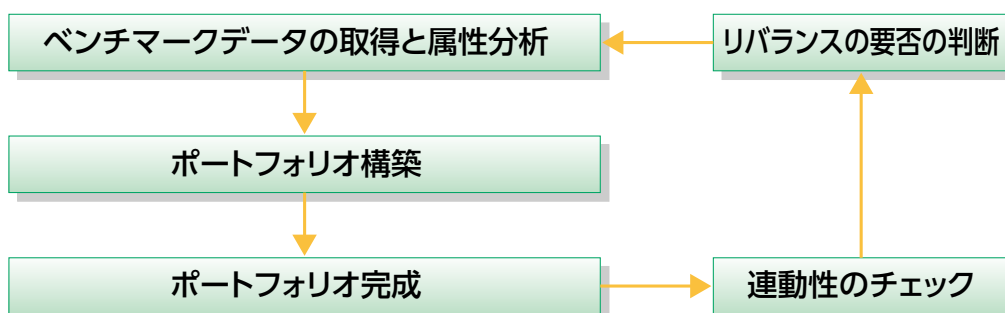 ベンチマークデータの取得と属性分析
リバランスの要否の判断
ポートフォリオ構築
ポートフォリオ完成
連動性のチェック